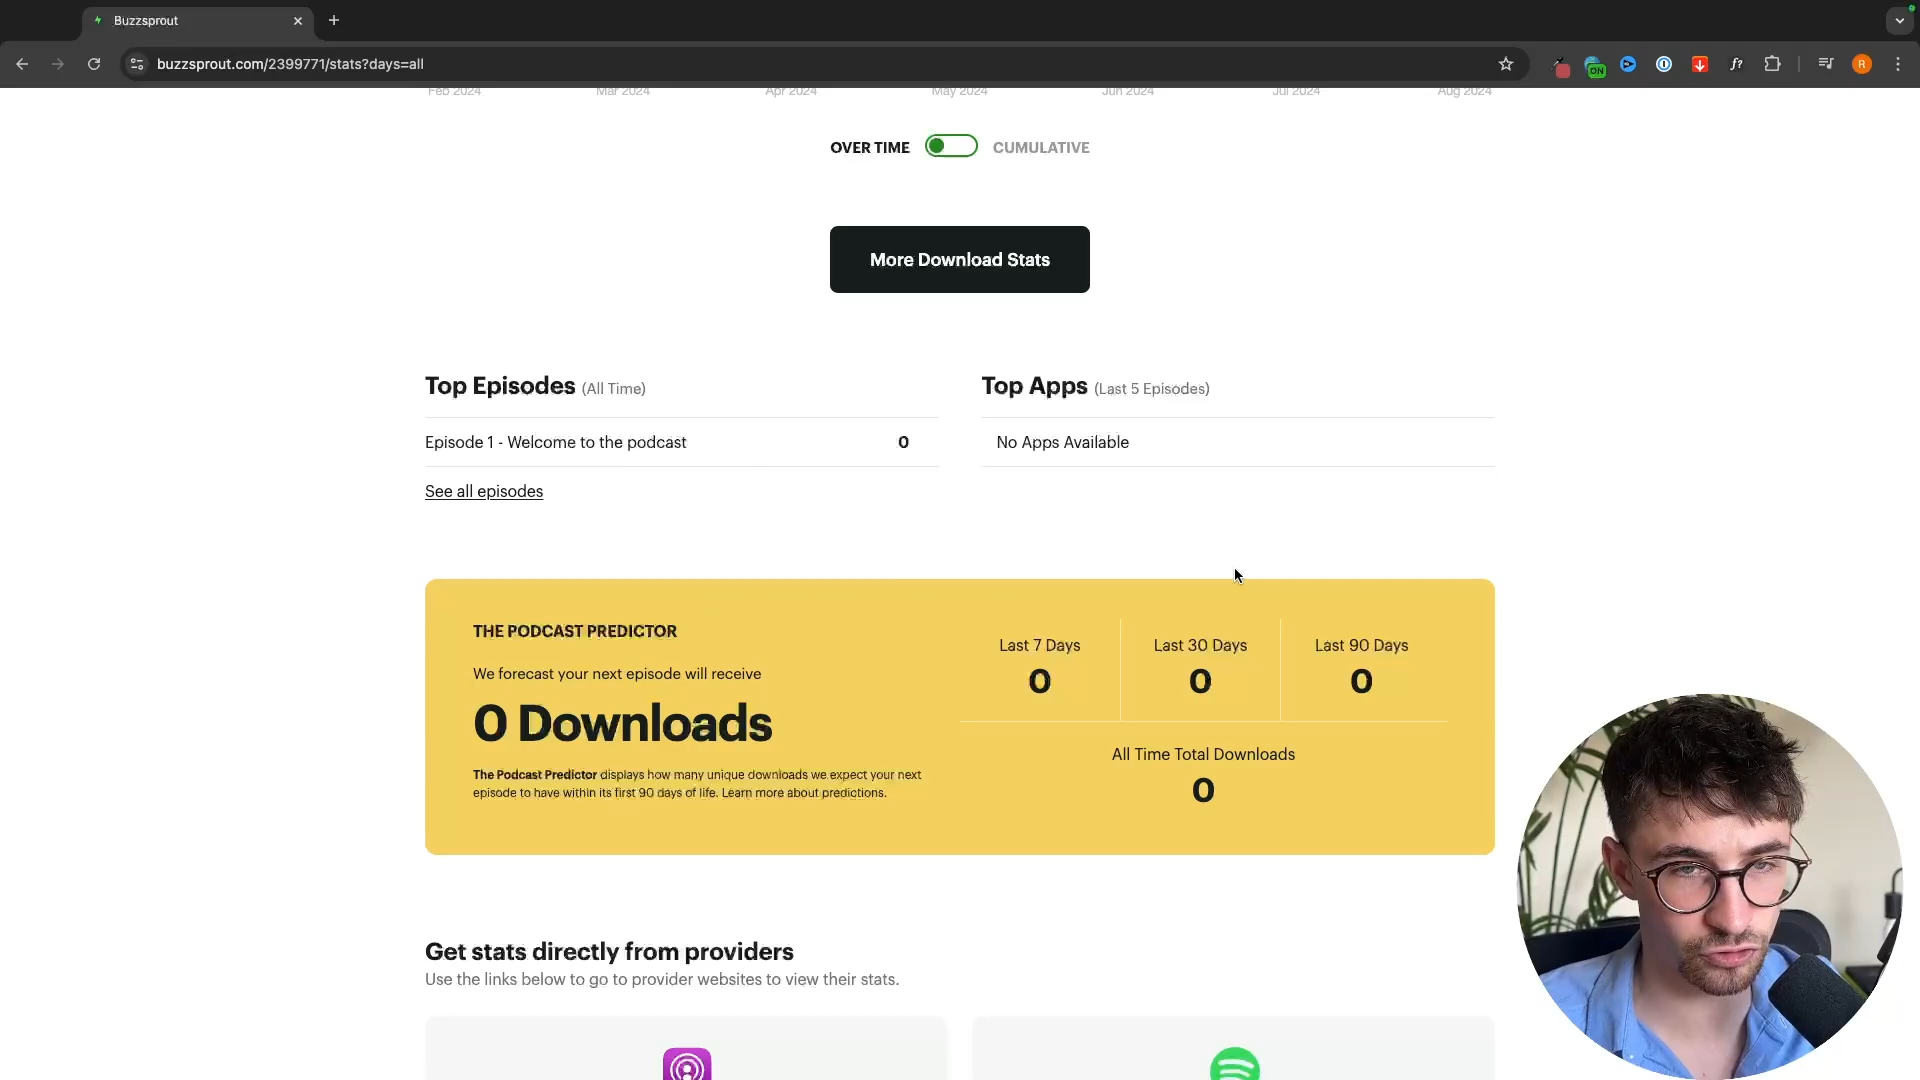 Buzzsprout
buzzsprout.com/2399771/stats?days=all
ON
f?
R
Feb 2024 Mar 2024 Apr 2024 May 2024 Jun 2024 Jul 2024 Aug 2024
OVER TIME CUMULATIVE
More Download Stats
Top Episodes (All Time)
Episode 1 - Welcome to the podcast 0
See all episodes
Top Apps (Last 5 Episodes)
No Apps Available
THE PODCAST PREDICTOR
We forecast your next episode will receive
0 Downloads
The Podcast Predictor displays how many unique downloads we expect your next
episode to have within its first 90 days of life. Learn more about predictions.
Last 7 Days Last 30 Days Last 90 Days
0 0 0
All Time Total Downloads
0
Get stats directly from providers
Use the links below to go to provider websites to view their stats.